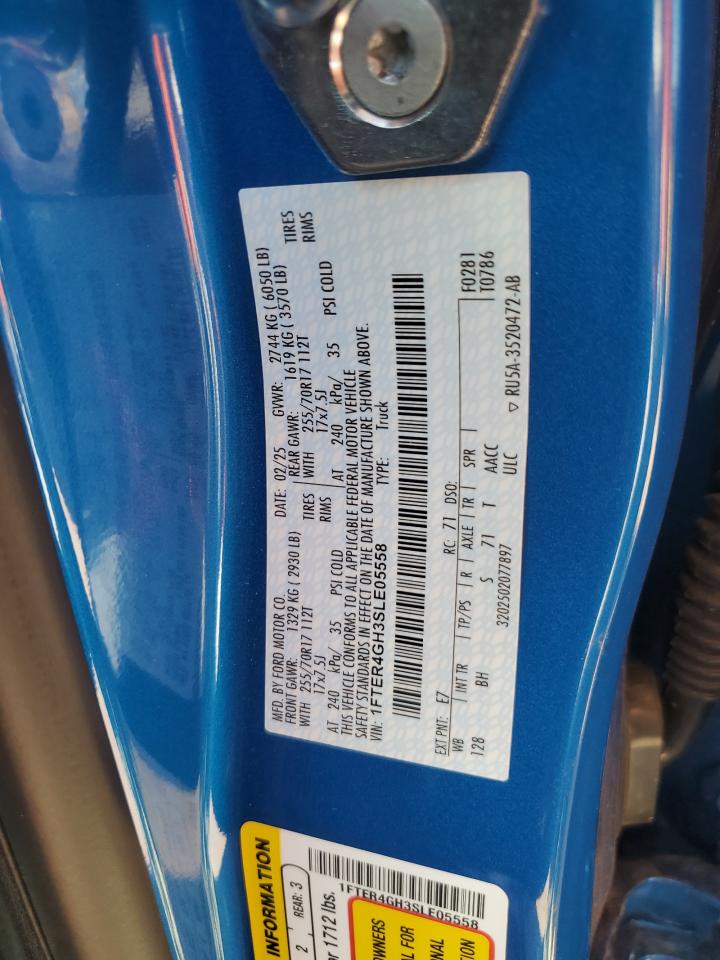 MFD. BY FORD MOTOR CO.
DATE: 02/25 GVWR: 2744 KG ( 6050 LB)
FRONT GAWR: 1329 KG ( 2930 LB)
REAR GAWR: 1619 KG ( 3570 LB)
WITH 255/70R17 112T TIRES
WITH 255/70R17 112T TIRES
17x7.5J RIMS
17x7.5J RIMS
AT 240 kPa/ 35 PSI COLD
AT 240 kPa/ 35 PSI COLD
THIS VEHICLE CONFORMS TO ALL APPLICABLE FEDERAL MOTOR VEHICLE
SAFETY STANDARDS IN EFFECT ON THE DATE OF MANUFACTURE SHOWN ABOVE.
VIN: 1FTER4GH3SLE05558
TYPE: Truck
EXT PNT: E7 RC: 71 DSO: F0281
WB INT TR TP/PS R AXLE TR SPR T0786
128 BH S 71 T AACC
3202502077897 ULC
▽ RU5A-3520472-AB
INFORMATION
2 REAR: 3
1712 lbs.
1FTER4GH3SLE05558
OWNERS
FOR